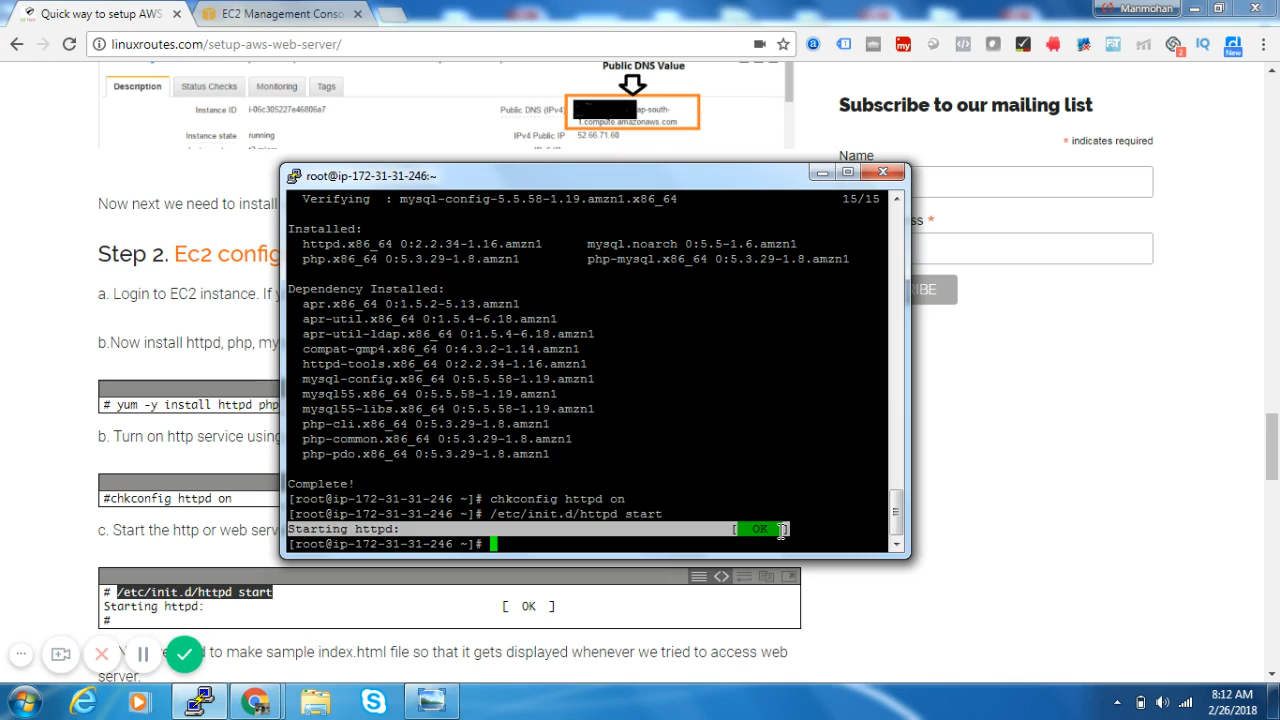 quick way to setup AWS
EC2 Management Conso
Manmohan
linuxroutes.com/setup-aws-web-server/
2
New
Public DNS Value
Description
Status Checks
Monitoring
Tags
Instance ID
i-06c305227e46806a7
Public DNS (IPv4)
ap-south-
1.compute.amazonaws.com
Instance state
running
IPv4 Public IP
52.66.71.60
Subscribe to our mailing list
* indicates required
Name
ss *
BE
Now next we need to instal
Step 2. Ec2 config
a. Login to EC2 instance. If y
b.Now install httpd, php, my
# yum -y install httpd php
b. Turn on http service using
#chkconfig httpd on
c. Start the http or web serv
# /etc/init.d/httpd start
Starting httpd: [ OK ]
#
d to make sample index.html file so that it gets displayed whenever we tried to access web
server.
root@ip-172-31-31-246:~
Verifying : mysql-config-5.5.58-1.19.amzn1.x86_64 15/15
Installed:
httpd.x86_64 0:2.2.34-1.16.amzn1 mysql.noarch 0:5.5-1.6.amzn1
php.x86_64 0:5.3.29-1.8.amzn1 php-mysql.x86_64 0:5.3.29-1.8.amzn1
Dependency Installed:
apr.x86_64 0:1.5.2-5.13.amzn1
apr-util.x86_64 0:1.5.4-6.18.amzn1
apr-util-ldap.x86_64 0:1.5.4-6.18.amzn1
compat-gmp4.x86_64 0:4.3.2-1.14.amzn1
httpd-tools.x86_64 0:2.2.34-1.16.amzn1
mysql-config.x86_64 0:5.5.58-1.19.amzn1
mysql55.x86_64 0:5.5.58-1.19.amzn1
mysql55-libs.x86_64 0:5.5.58-1.19.amzn1
php-cli.x86_64 0:5.3.29-1.8.amzn1
php-common.x86_64 0:5.3.29-1.8.amzn1
php-pdo.x86_64 0:5.3.29-1.8.amzn1
Complete!
[root@ip-172-31-31-246 ~]# chkconfig httpd on
[root@ip-172-31-31-246 ~]# /etc/init.d/httpd start
Starting httpd: [ OK ]
[root@ip-172-31-31-246 ~]#
8:12 AM
2/26/2018